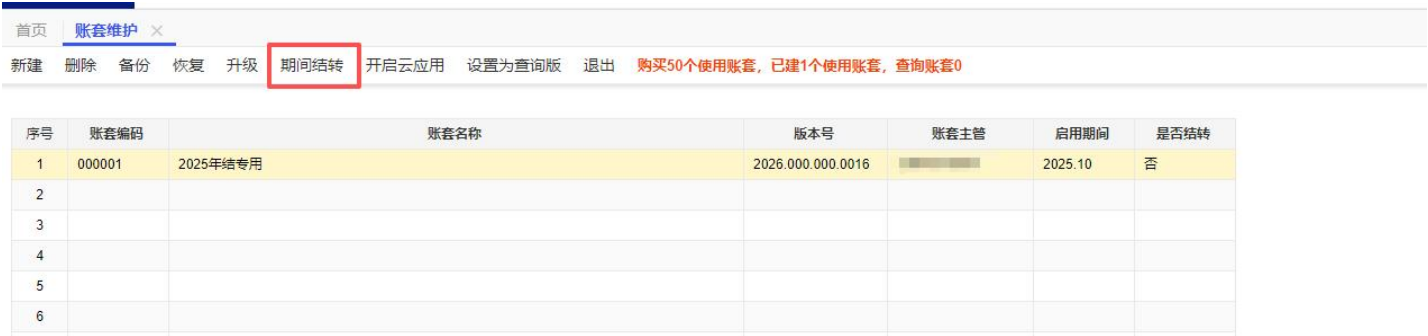 首页 账套维护 ×
新建 删除 备份 恢复 升级 期间结转 开启云应用 设置为查询版 退出 购买50个使用账套，已建1个使用账套，查询账套0
序号 账套编码 账套名称 版本号 账套主管 启用期间 是否结转
1 000001 2025年结专用 2026.000.000.0016 2025.10 否
2
3
4
5
6